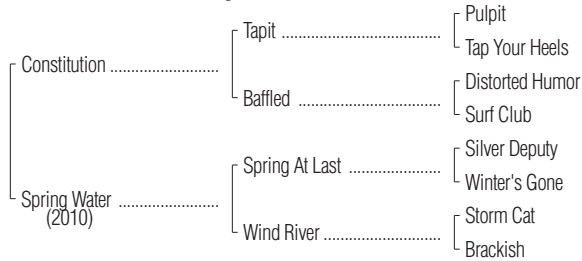 Pulpit
Tapit ..........................................
Tap Your Heels
Constitution ............................
Distorted Humor
Baffled ......................................
Surf Club
Silver Deputy
Spring At Last ........................
Winter's Gone
Spring Water ..........................
(2010)
Storm Cat
Wind River ................................
Brackish